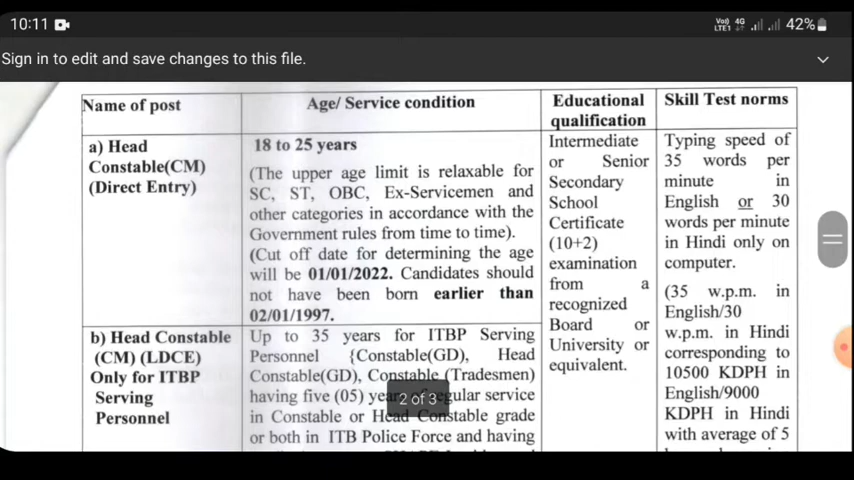 10:11
Vo) 4G
LTE1
42%
Sign in to edit and save changes to this file.
Name of post
Age/ Service condition
Educational
qualification
Skill Test norms
a) Head
Constable(CM)
(Direct Entry)
18 to 25 years
(The upper age limit is relaxable for
SC, ST, OBC, Ex-Servicemen and
other categories in accordance with the
Government rules from time to time).
(Cut off date for determining the age
will be 01/01/2022. Candidates should
not have been born earlier than
02/01/1997.
Intermediate
or Senior
Secondary
School
Certificate
(10+2)
examination
from a
recognized
Board or
University or
equivalent.
Typing speed of
35 words per
minute in
English or 30
words per minute
in Hindi only on
computer.
(35 w.p.m. in
English/30
w.p.m. in Hindi
corresponding to
10500 KDPH in
English/9000
KDPH in Hindi
with average of 5
b) Head Constable
(CM) (LDCE)
Only for ITBP
Serving
Personnel
Up to 35 years for ITBP Serving
Personnel {Constable(GD), Head
Constable(GD), Constable (Tradesmen)
having five (05) regular service
in Constable or Head Constable grade
or both in ITB Police Force and having
2 of 3